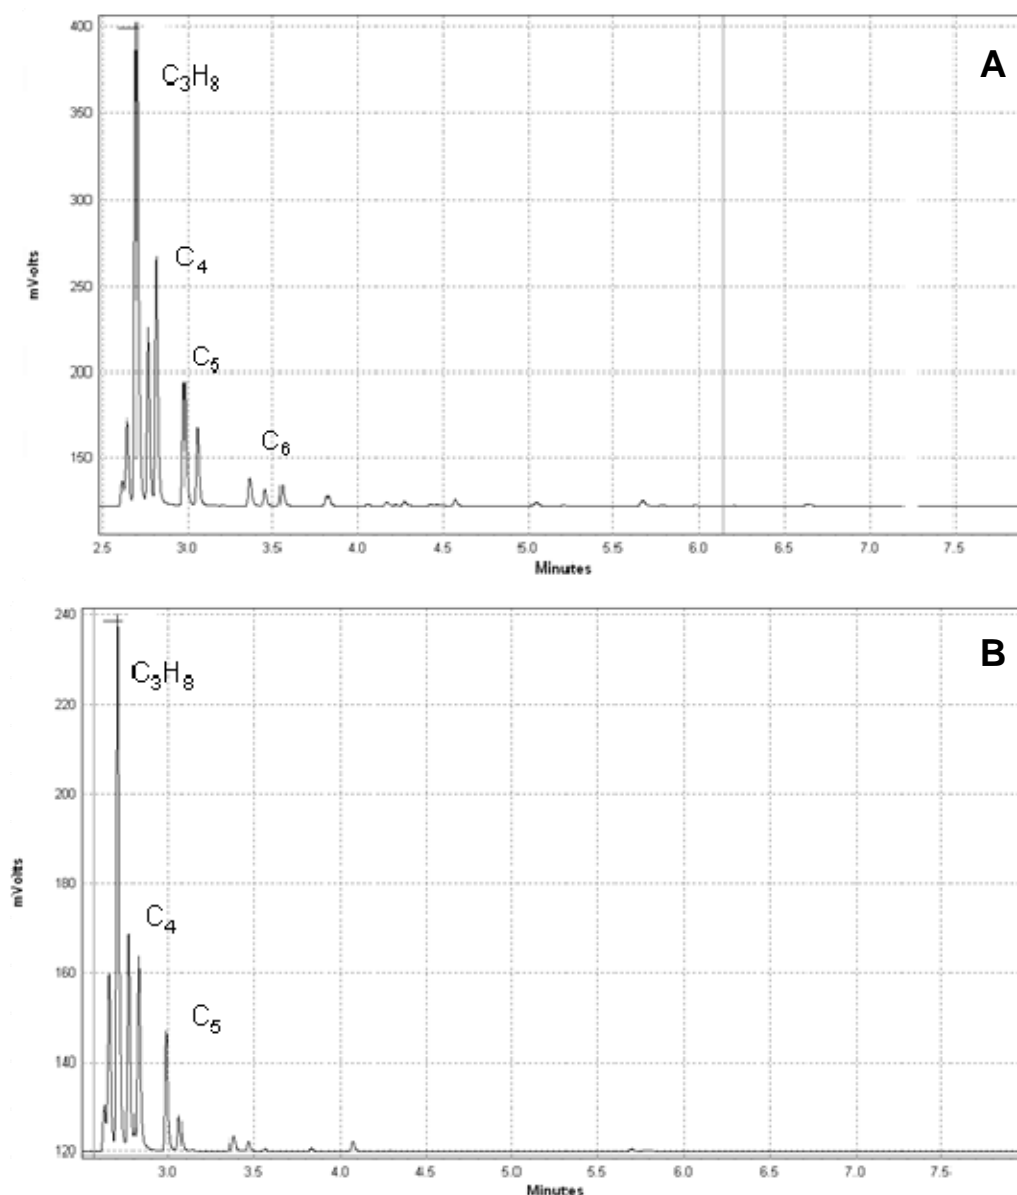 A
400
C₃H₈
350
300
C₄
250
mVolts
C₅
200
C₆
150
2.5 3.0 3.5 4.0 4.5 5.0 5.5 6.0 6.5 7.0 7.5
Minutes
240
B
C₃H₈
220
200
mVolts
180
C₄
160
C₅
140
120
3.0 3.5 4.0 4.5 5.0 5.5 6.0 6.5 7.0 7.5
Minutes